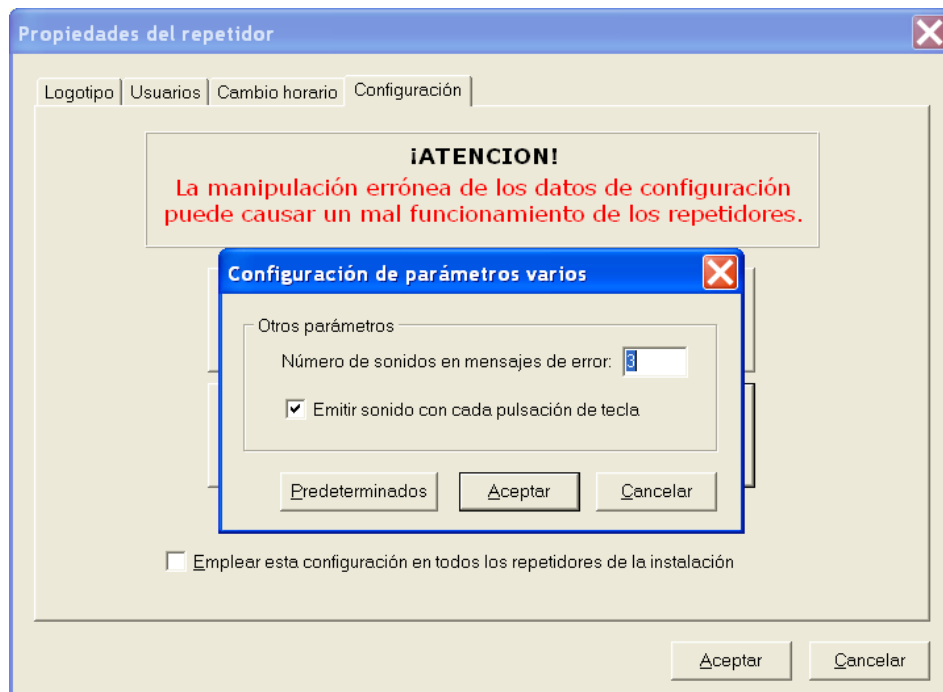 Propiedades del repetidor
Logotipo Usuarios Cambio horario Configuración
¡ATENCION!
La manipulación errónea de los datos de configuración
puede causar un mal funcionamiento de los repetidores.
Configuración de parámetros varios
Otros parámetros
Número de sonidos en mensajes de error: 3
Emitir sonido con cada pulsación de tecla
Predeterminados Aceptar Cancelar
Emplear esta configuración en todos los repetidores de la instalación
Aceptar Cancelar